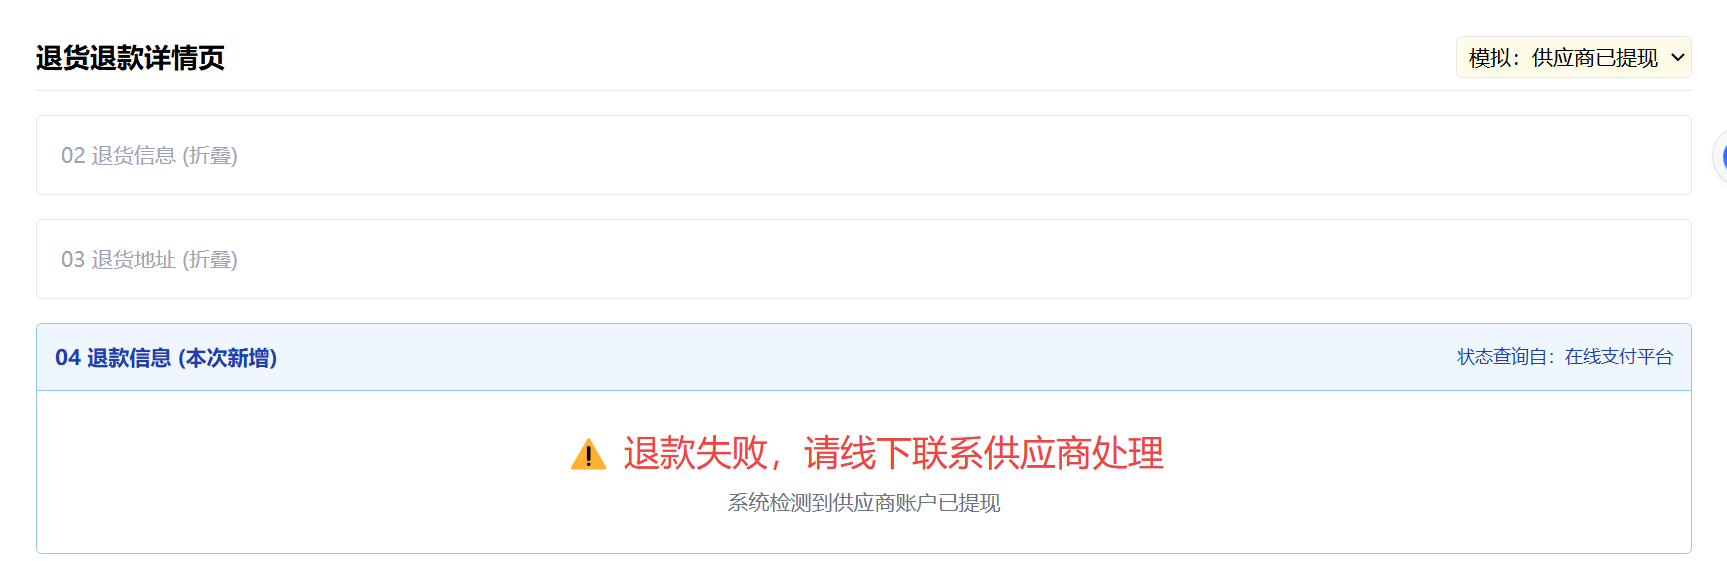 退货退款详情页
模拟：供应商已提现
02 退货信息 (折叠)
03 退货地址 (折叠)
04 退款信息 (本次新增)
状态查询自：在线支付平台
退款失败，请线下联系供应商处理
系统检测到供应商账户已提现